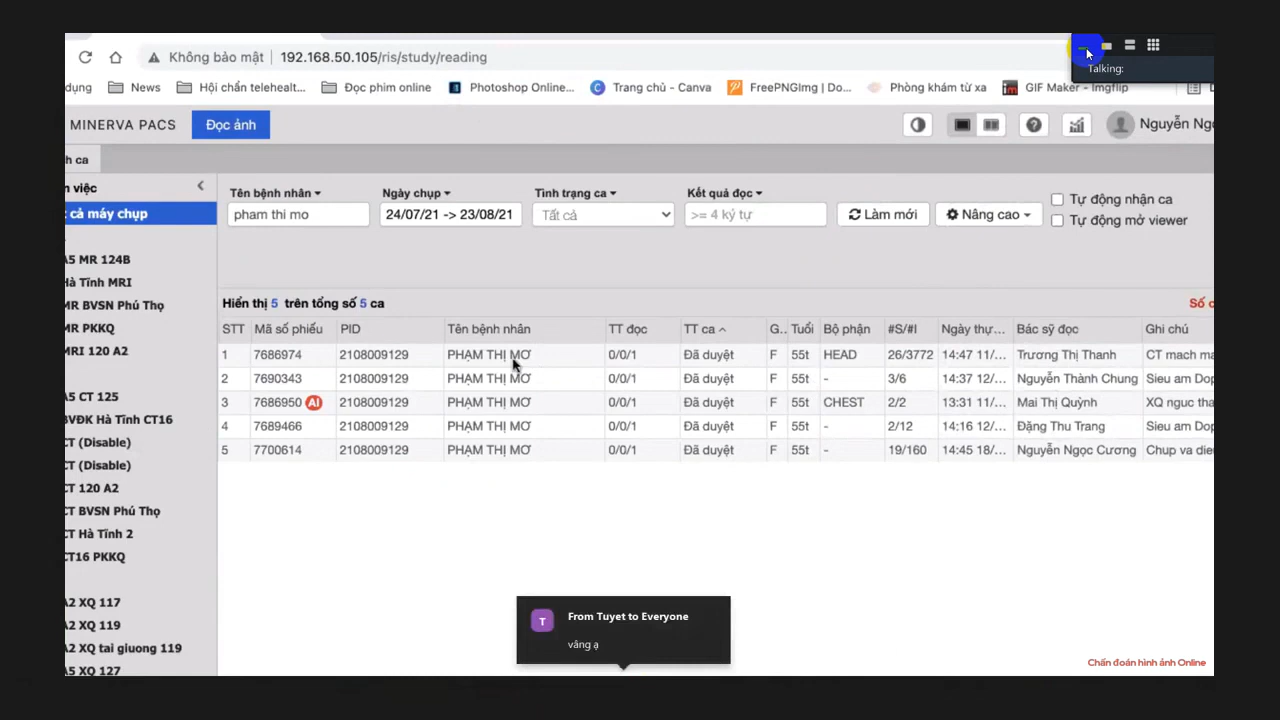 Không bảo mật 192.168.50.105/ris/study/reading
Talking:
dụng News Hội chẩn telehealt... Đọc phim online Photoshop Online... Trang chủ - Canva FreePNGImg | Do... Phòng khám từ xa GIF Maker - Imgflip
MINERVA PACS Đọc ảnh Nguyễn Ngọ
h ca
n việc
t cả máy chụp
A5 MR 124B
Hà Tĩnh MRI
MR BVSN Phú Thọ
MR PKKQ
MRI 120 A2
A5 CT 125
BVĐK Hà Tĩnh CT16
CT (Disable)
CT (Disable)
CT 120 A2
CT BVSN Phú Thọ
CT Hà Tĩnh 2
CT16 PKKQ
A2 XQ 117
A2 XQ 119
A2 XQ tai giuong 119
A5 XQ 127
Tên bệnh nhân Ngày chụp Tình trạng ca Kết quả đọc
pham thi mo 24/07/21 -> 23/08/21 Tất cả >= 4 ký tự Làm mới Nâng cao
Tự động nhận ca
Tự động mở viewer
Hiển thị 5 trên tổng số 5 ca Số c
STT Mã số phiếu PID Tên bệnh nhân TT đọc TT ca G.. Tuổi Bộ phận #S/#I Ngày thự... Bác sỹ đọc Ghi chú
1 7686974 2108009129 PHẠM THỊ MƠ 0/0/1 Đã duyệt F 55t HEAD 26/3772 14:47 11/... Trương Thị Thanh CT mach ma
2 7690343 2108009129 PHẠM THỊ MƠ 0/0/1 Đã duyệt F 55t - 3/6 14:37 12/... Nguyễn Thành Chung Sieu am Dop
3 7686950 AI 2108009129 PHẠM THỊ MƠ 0/0/1 Đã duyệt F 55t CHEST 2/2 13:31 11/... Mai Thị Quỳnh XQ nguc tha
4 7689466 2108009129 PHẠM THỊ MƠ 0/0/1 Đã duyệt F 55t - 2/12 14:16 12/... Đặng Thu Trang Sieu am Dop
5 7700614 2108009129 PHẠM THỊ MƠ 0/0/1 Đã duyệt F 55t - 19/160 14:45 18/... Nguyễn Ngọc Cương Chup va die
T From Tuyet to Everyone
vâng ạ
Chẩn đoán hình ảnh Online